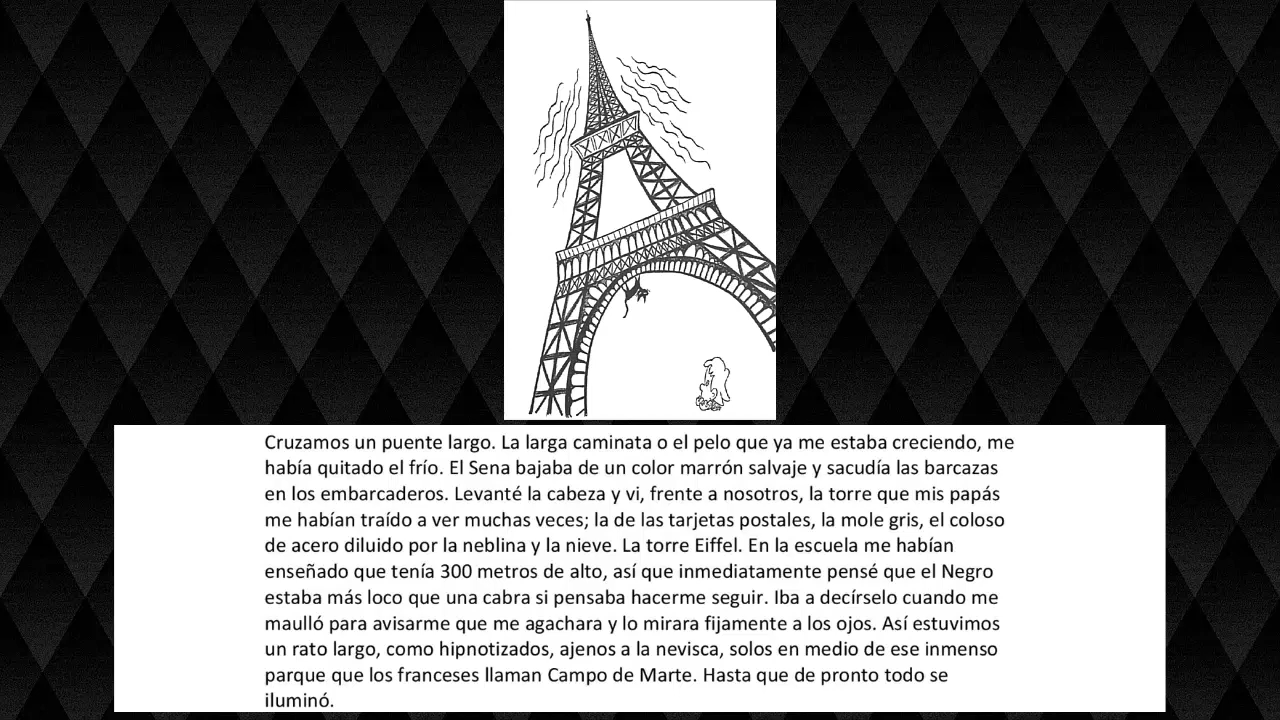 Cruzamos un puente largo. La larga caminata o el pelo que ya me estaba creciendo, me
había quitado el frío. El Sena bajaba de un color marrón salvaje y sacudía las barcazas
en los embarcaderos. Levanté la cabeza y vi, frente a nosotros, la torre que mis papás
me habían traído a ver muchas veces; la de las tarjetas postales, la mole gris, el coloso
de acero diluido por la neblina y la nieve. La torre Eiffel. En la escuela me habían
enseñado que tenía 300 metros de alto, así que inmediatamente pensé que el Negro
estaba más loco que una cabra si pensaba hacerme seguir. Iba a decírselo cuando me
maulló para avisarme que me agachara y lo mirara fijamente a los ojos. Así estuvimos
un rato largo, como hipnotizados, ajenos a la nevisca, solos en medio de ese inmenso
parque que los franceses llaman Campo de Marte. Hasta que de pronto todo se
iluminó.